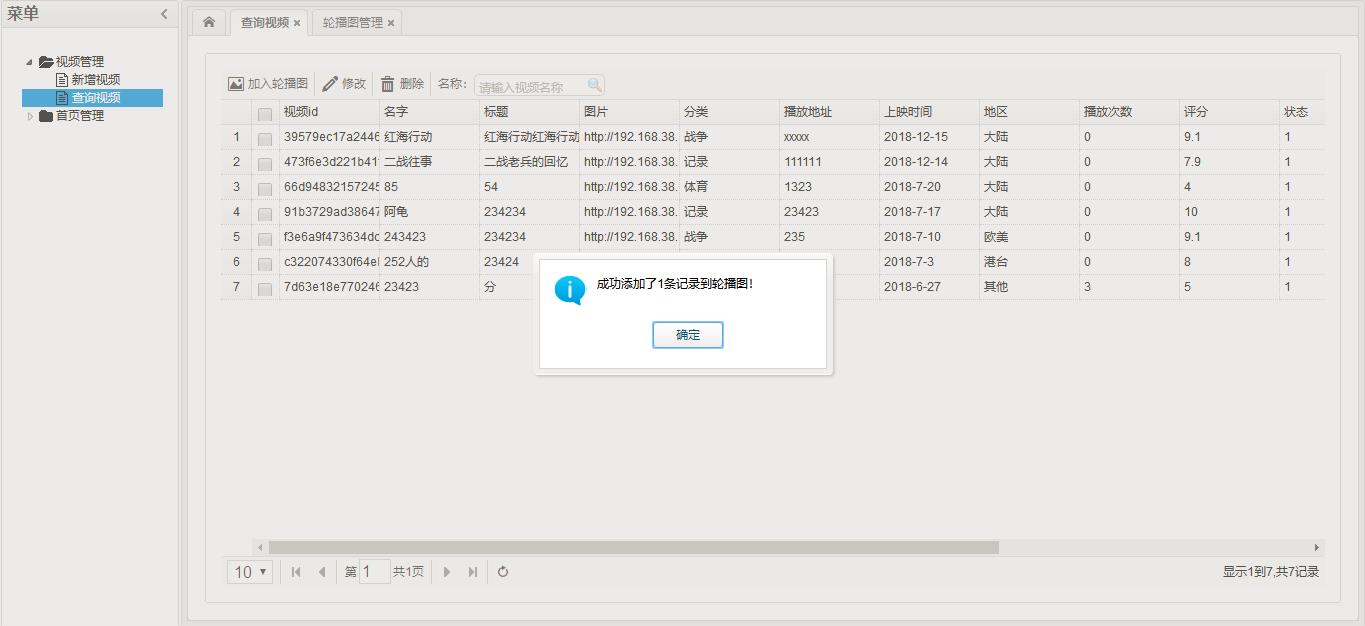 菜单
视频管理
新增视频
查询视频
首页管理
查询视频 轮播图管理
加入轮播图 修改 删除 名称: 请输入视频名称
视频id 名字 标题 图片 分类 播放地址 上映时间 地区 播放次数 评分 状态
1 39579ec17a2446 红海行动 红海行动红海行动 http://192.168.38. 战争 xxxxx 2018-12-15 大陆 0 9.1 1
2 473f6e3d221b41 二战往事 二战老兵的回忆 http://192.168.38. 记录 111111 2018-12-14 大陆 0 7.9 1
3 66d94832157245 85 54 http://192.168.38. 体育 1323 2018-7-20 大陆 0 4 1
4 91b3729ad38647 阿龟 234234 http://192.168.38. 记录 23423 2018-7-17 大陆 0 10 1
5 f3e6a9f473634dc 243423 234234 http://192.168.38. 战争 235 2018-7-10 欧美 0 9.1 1
6 c322074330f64e 252人的 23424 2018-7-3 港台 0 8 1
7 7d63e18e770246 23423 分 2018-6-27 其他 3 5 1
成功添加了1条记录到轮播图!
确定
10 第 1 共1页 显示1到7,共7记录